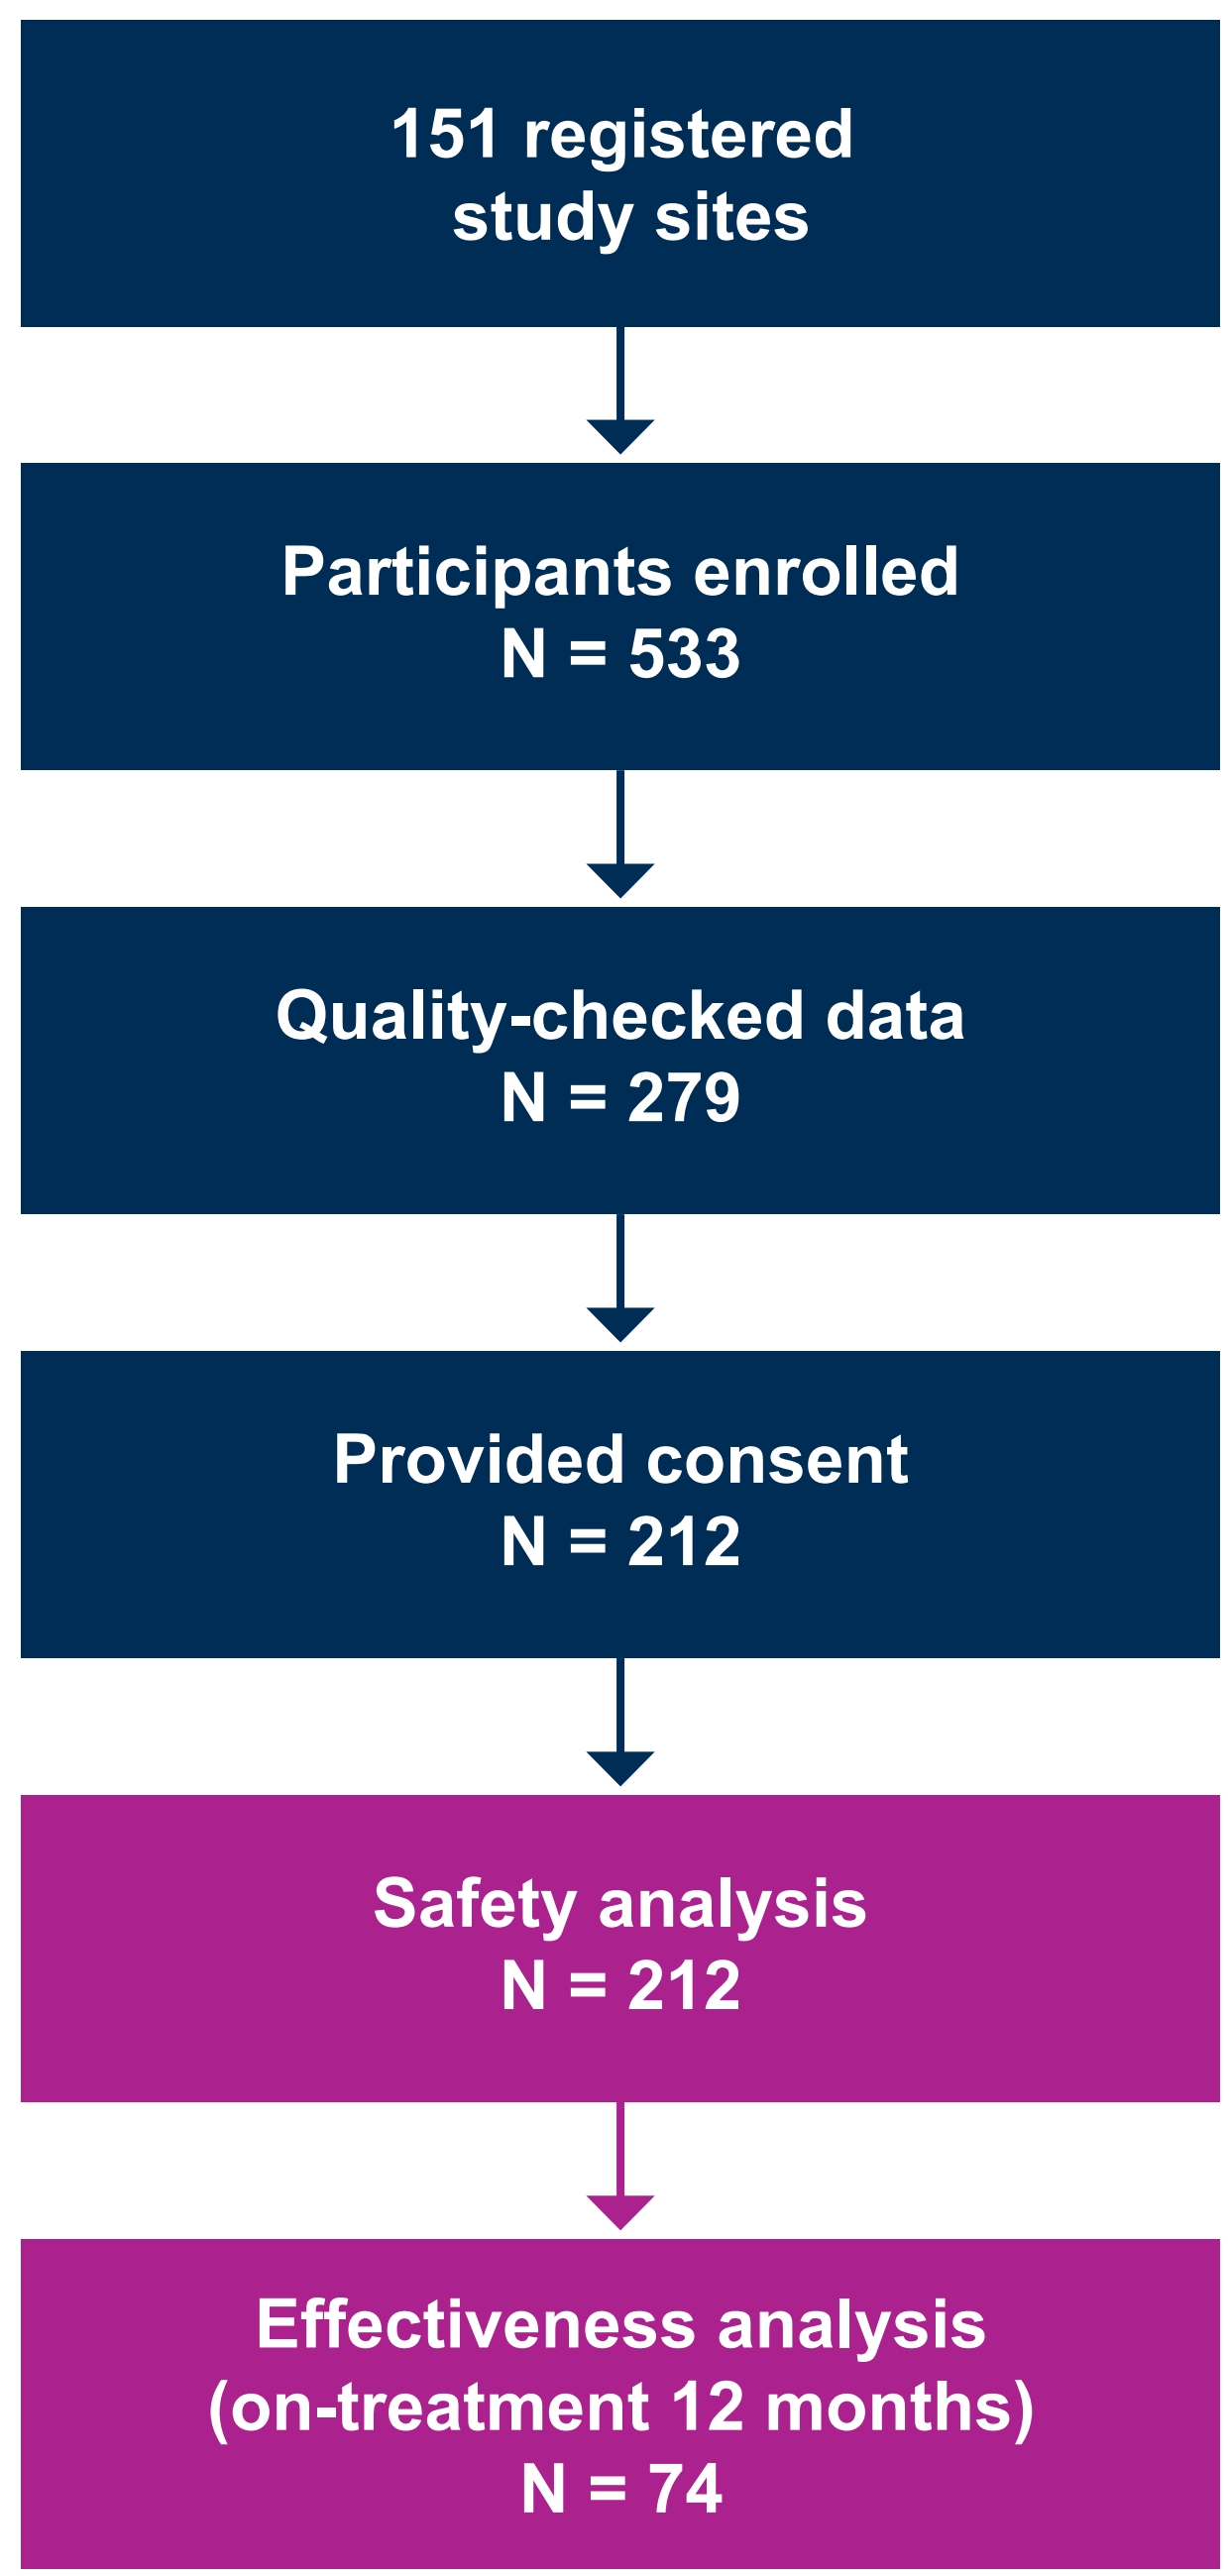 151 registered
study sites
Participants enrolled
N = 533
Quality-checked data
N = 279
Provided consent
N = 212
Safety analysis
N = 212
Effectiveness analysis
(on-treatment 12 months)
N = 74